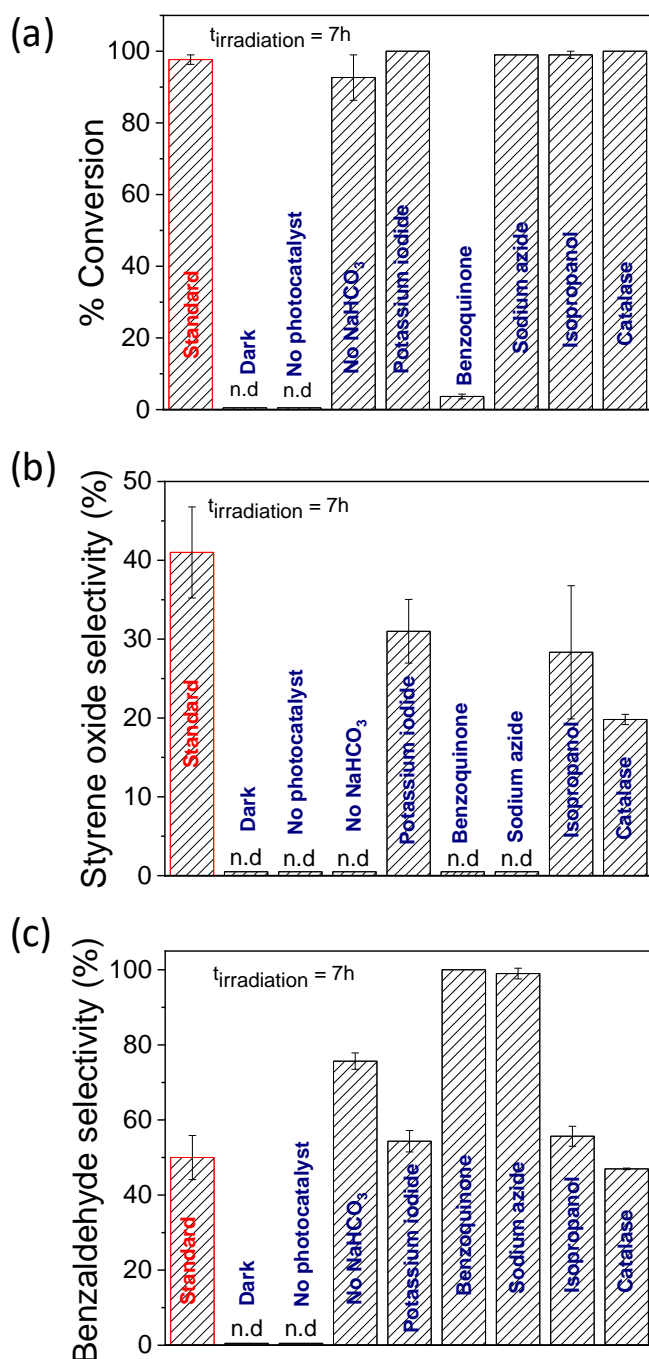 (a)
t_irradiation = 7h
% Conversion
100
80
60
40
20
0
Standard
Dark
n.d
No photocatalyst
n.d
No NaHCO₃
Potassium iodide
Benzoquinone
Sodium azide
Isopropanol
Catalase
(b)
t_irradiation = 7h
Styrene oxide selectivity (%)
50
40
30
20
10
0
Standard
Dark
n.d
No photocatalyst
n.d
No NaHCO₃
n.d
Potassium iodide
Benzoquinone
n.d
Sodium azide
n.d
Isopropanol
Catalase
(c)
t_irradiation = 7h
Benzaldehyde selectivity (%)
100
80
60
40
20
0
Standard
Dark
n.d
No photocatalyst
n.d
No NaHCO₃
Potassium iodide
Benzoquinone
Sodium azide
Isopropanol
Catalase